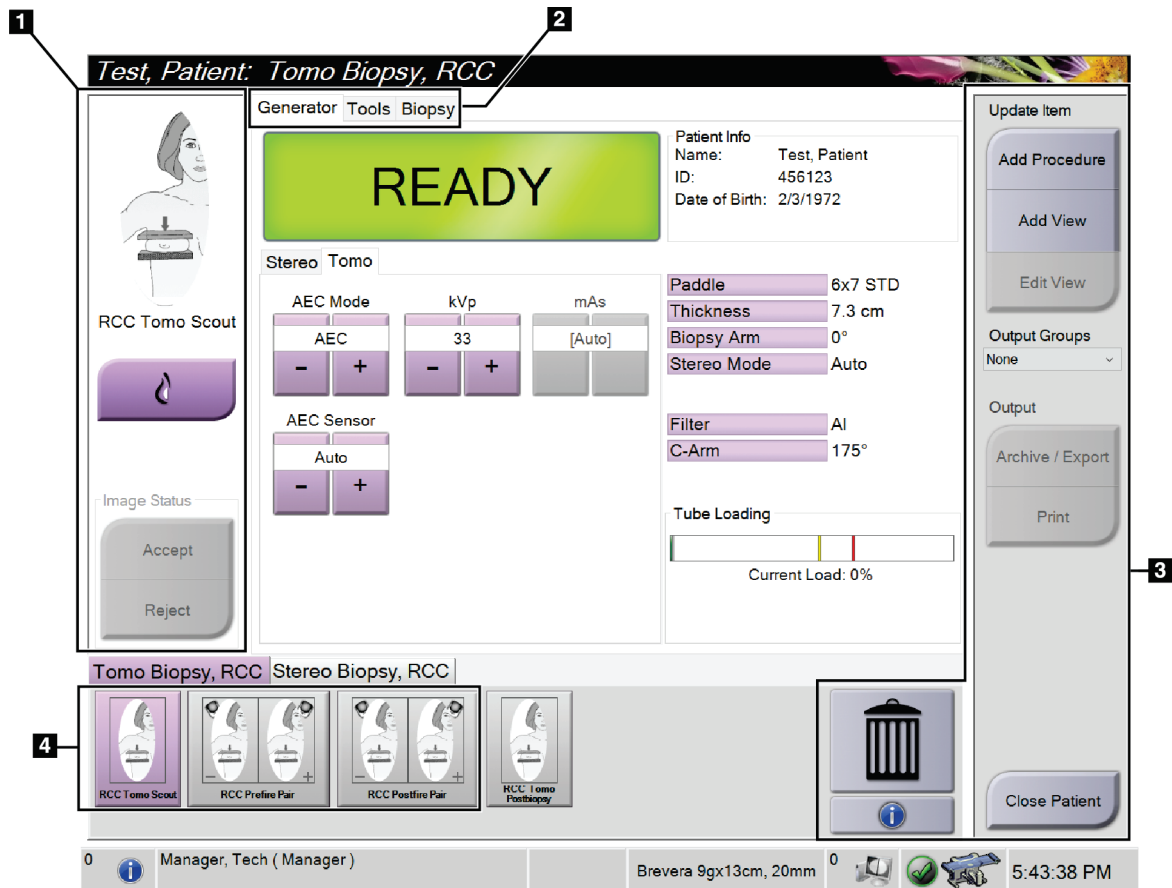 1
2
Test, Patient: Tomo Biopsy, RCC
Generator Tools Biopsy
READY
Patient Info
Name: Test, Patient
ID: 456123
Date of Birth: 2/3/1972
Update Item
Add Procedure
Add View
Edit View
Output Groups
None
Output
Archive / Export
Print
3
RCC Tomo Scout
Image Status
Accept
Reject
Stereo Tomo
AEC Mode kVp mAs
AEC 33 [Auto]
- + - +
AEC Sensor
Auto
- +
Paddle 6x7 STD
Thickness 7.3 cm
Biopsy Arm 0°
Stereo Mode Auto
Filter Al
C-Arm 175°
Tube Loading
Current Load: 0%
Tomo Biopsy, RCC Stereo Biopsy, RCC
4
RCC Tomo Scout
- +
RCC Prefire Pair
- +
RCC Postfire Pair
RCC Tomo
Postbiopsy
i
Close Patient
0 i Manager, Tech ( Manager ) Brevera 9gx13cm, 20mm 0 5:43:38 PM